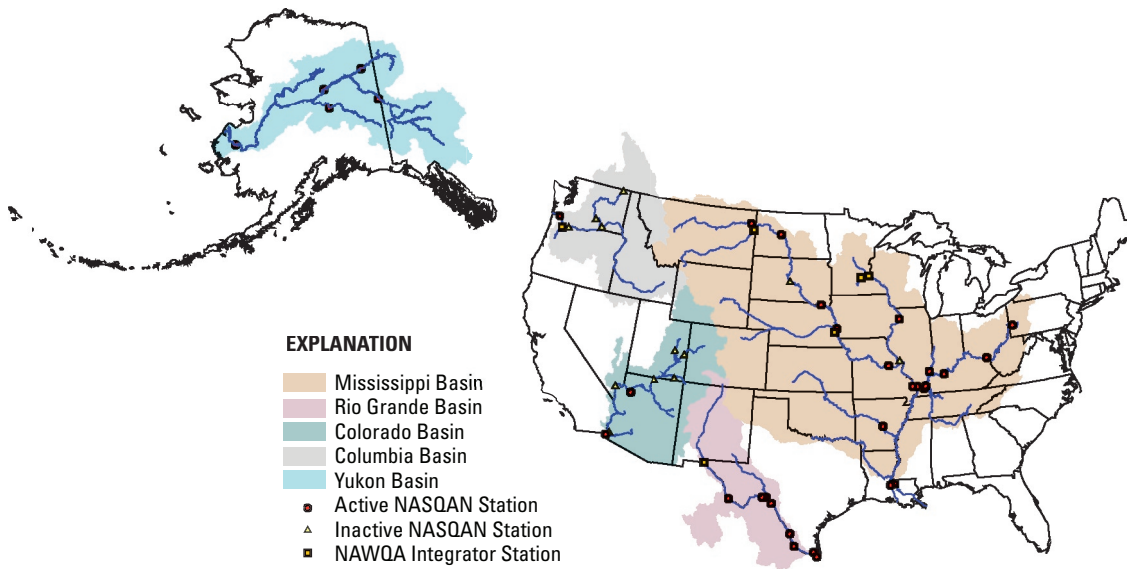 EXPLANATION
Mississippi Basin
Rio Grande Basin
Colorado Basin
Columbia Basin
Yukon Basin
Active NASQAN Station
Inactive NASQAN Station
NAWQA Integrator Station